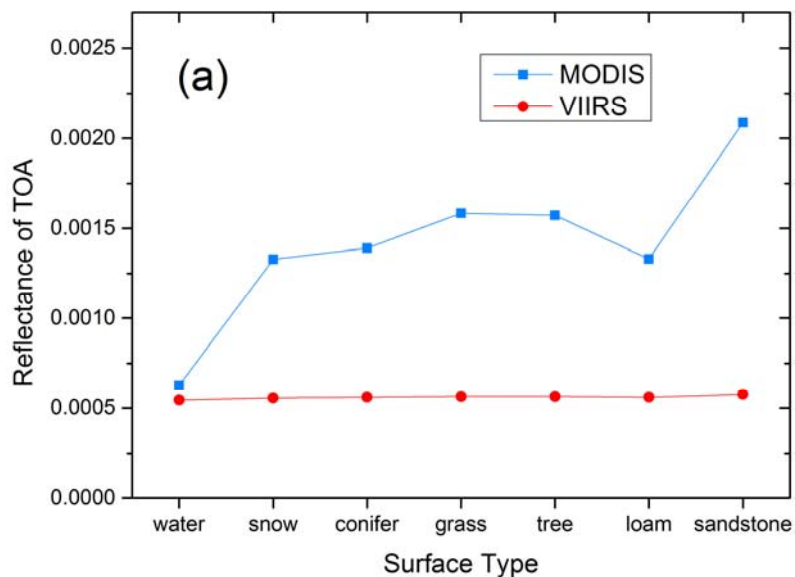 0.0025
0.0020
0.0015
0.0010
0.0005
0.0000
Reflectance of TOA
(a)
MODIS
VIIRS
water snow conifer grass tree loam sandstone
Surface Type